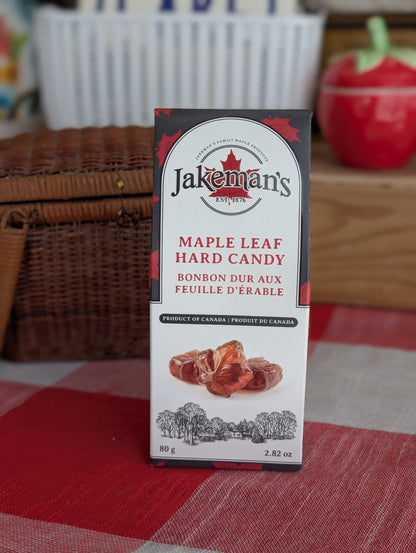 JAKEMAN'S FAMILY MAPLE PRODUCTS
Jakeman's
EST. 1876
MAPLE LEAF
HARD CANDY
BONBON DUR AUX
FEUILLE D'ÉRABLE
PRODUCT OF CANADA | PRODUIT DU CANADA
80 g
2.82 oz